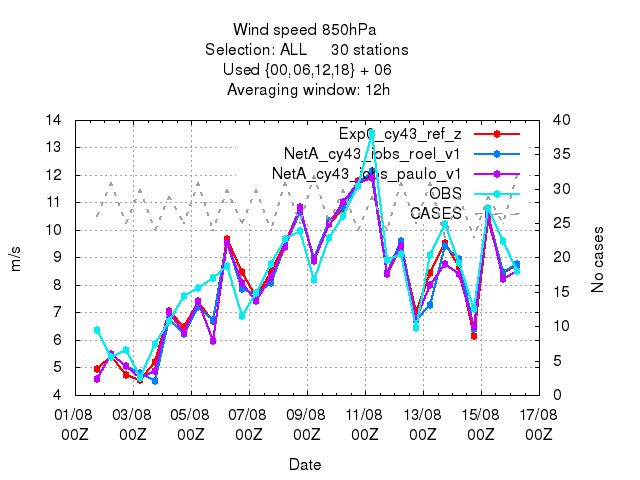 Wind speed 850hPa
Selection: ALL 30 stations
Used {00,06,12,18} + 06
Averaging window: 12h
Exp0_cy43_ref_z
NetA_cy43_iobs_roel_v1
NetA_cy43_iobs_paulo_v1
OBS
CASES
14
13
12
11
10
9
8
7
6
5
4
m/s
40
35
30
25
20
15
10
5
0
No cases
01/08 03/08 05/08 07/08 09/08 11/08 13/08 15/08 17/08
00Z 00Z 00Z 00Z 00Z 00Z 00Z 00Z 00Z
Date